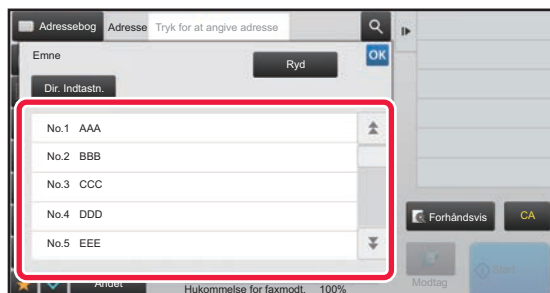 Adressebog Adresse Tryk for at angive adresse
Emne
Ryd
OK
Dir. Indtastn.
No.1 AAA
No.2 BBB
No.3 CCC
No.4 DDD
No.5 EEE
Forhåndsvis CA
Andet
Hukommelse for faxmodt. 100%
Modtag
Start